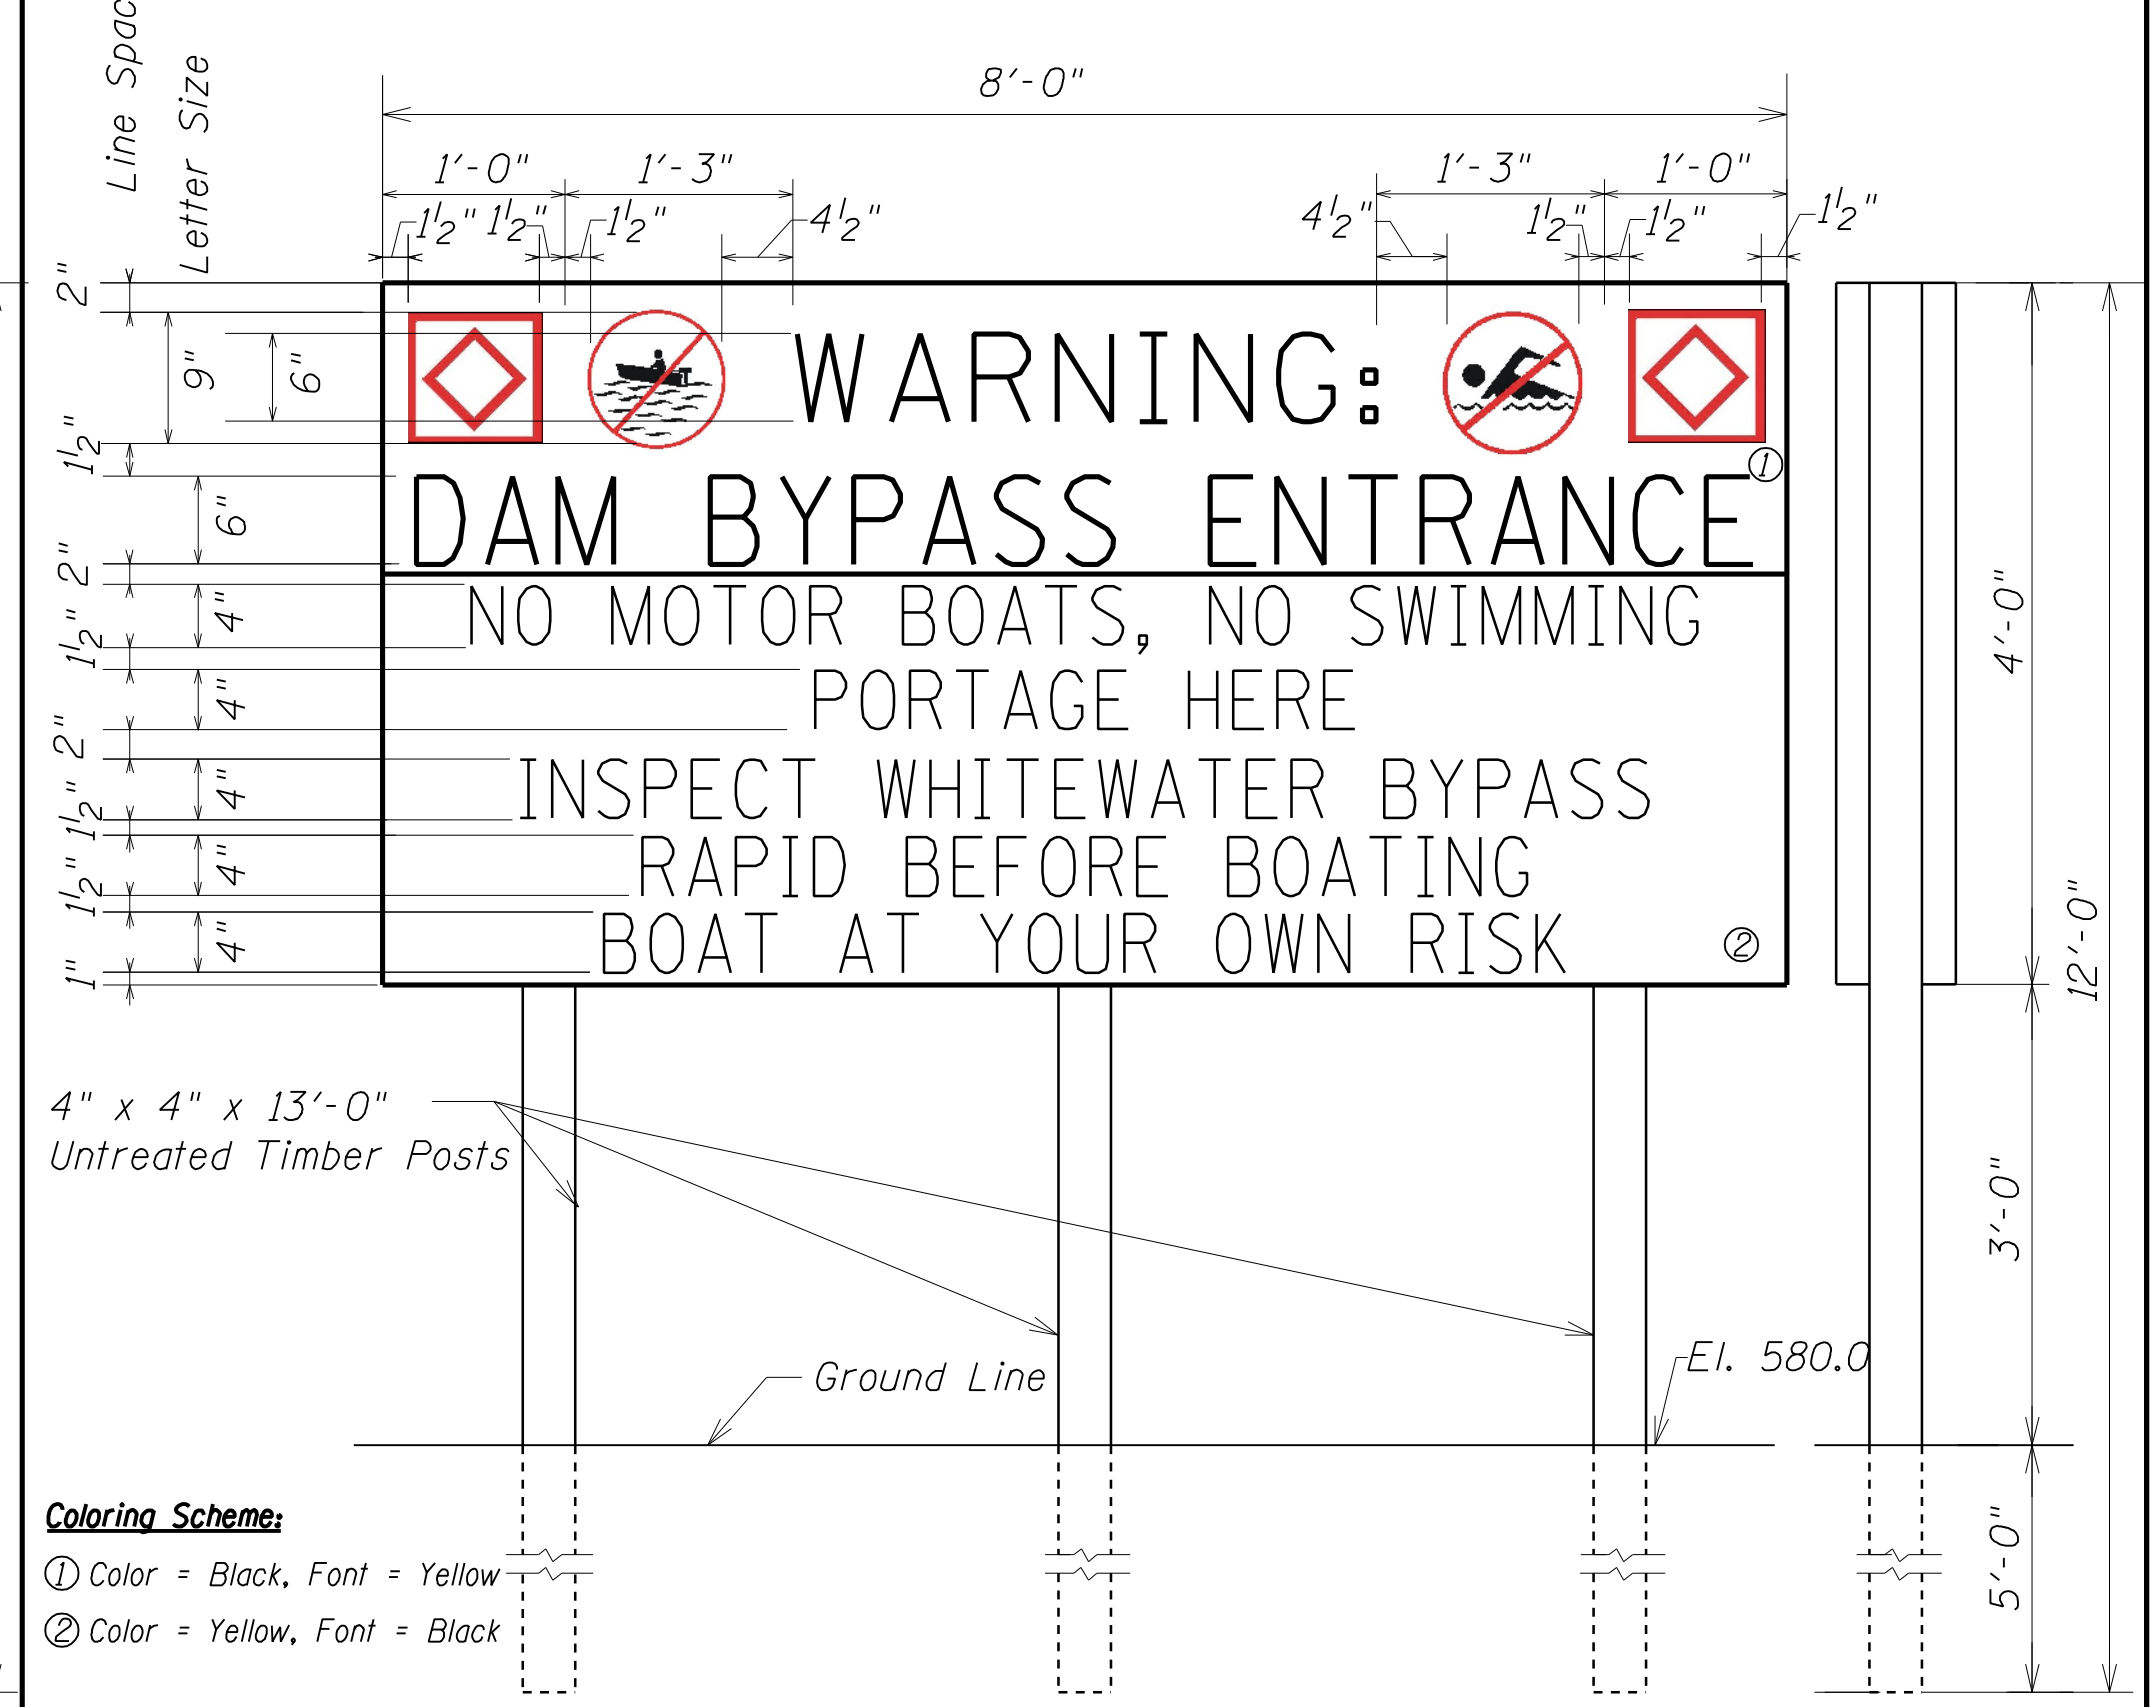 Line Spac
Letter Size
8'-0"
1'-0" 1'-3" 1'-3" 1'-0"
1½" 1½" 1½" 4½" 4½" 1½" 1½" 1½"
2"
9" 6"
WARNING:
1½"
①
6"
DAM BYPASS ENTRANCE
2"
4"
NO MOTOR BOATS, NO SWIMMING
1½"
4"
PORTAGE HERE
2"
4"
INSPECT WHITEWATER BYPASS
1½"
4"
RAPID BEFORE BOATING
1½"
4"
BOAT AT YOUR OWN RISK
②
1"
4'-0"
12'-0"
4" x 4" x 13'-0"
Untreated Timber Posts
3'-0"
Ground Line
El. 580.0
5'-0"
Coloring Scheme:
① Color = Black, Font = Yellow
② Color = Yellow, Font = Black